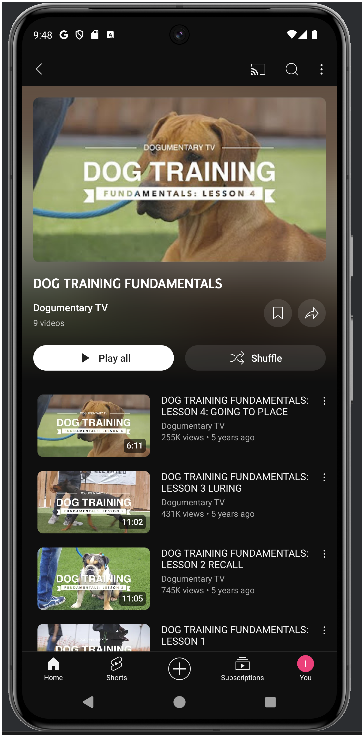 9:48
DOGUMENTARY TV
DOG TRAINING
FUNDAMENTALS: LESSON 4
DOG TRAINING FUNDAMENTALS
Dogumentary TV
9 videos
Play all
Shuffle
DOG TRAINING
6:11
DOG TRAINING FUNDAMENTALS:
LESSON 4: GOING TO PLACE
Dogumentary TV
255K views • 5 years ago
DOG TRAINING
11:02
DOG TRAINING FUNDAMENTALS:
LESSON 3 LURING
Dogumentary TV
431K views • 5 years ago
DOG TRAINING
11:05
DOG TRAINING FUNDAMENTALS:
LESSON 2 RECALL
Dogumentary TV
745K views • 5 years ago
DOG TRAINING FUNDAMENTALS:
LESSON 1
Home
Shorts
Subscriptions
You